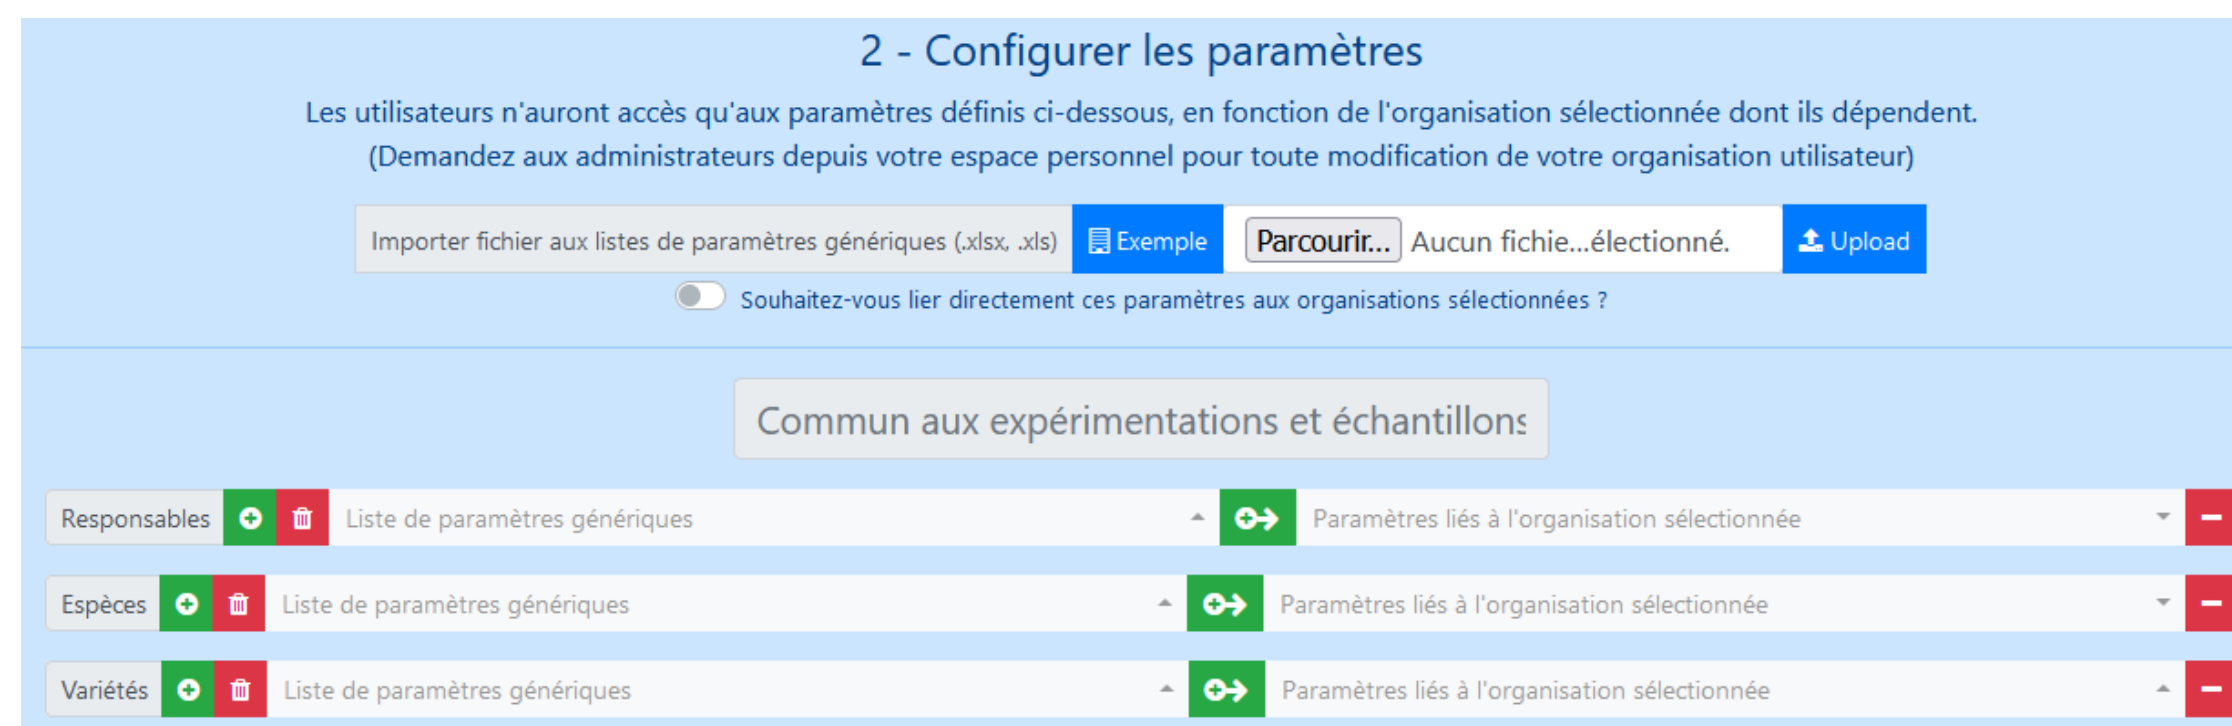 2 - Configurer les paramètres
Les utilisateurs n'auront accès qu'aux paramètres définis ci-dessous, en fonction de l'organisation sélectionnée dont ils dépendent.
(Demandez aux administrateurs depuis votre espace personnel pour toute modification de votre organisation utilisateur)
Importer fichier aux listes de paramètres génériques (.xlsx, .xls) Exemple Parcourir... Aucun fichie...électionné. Upload
Souhaitez-vous lier directement ces paramètres aux organisations sélectionnées ?
Commun aux expérimentations et échantillons
Responsables Liste de paramètres génériques Paramètres liés à l'organisation sélectionnée
Espèces Liste de paramètres génériques Paramètres liés à l'organisation sélectionnée
Variétés Liste de paramètres génériques Paramètres liés à l'organisation sélectionnée